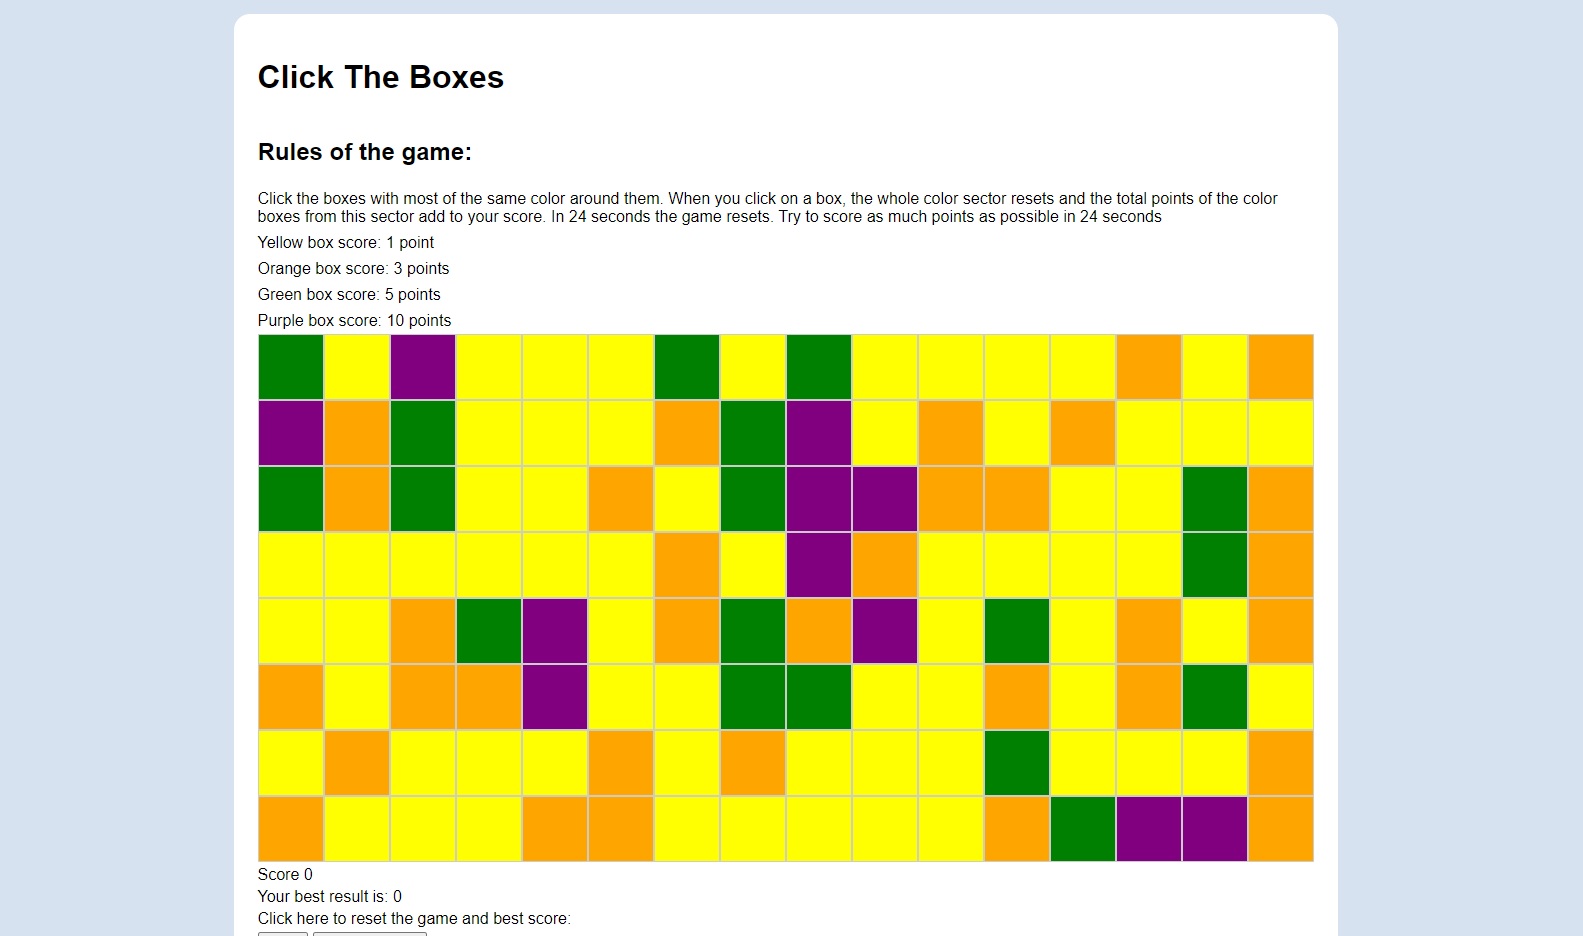 Click The Boxes
Rules of the game:
Click the boxes with most of the same color around them. When you click on a box, the whole color sector resets and the total points of the color
boxes from this sector add to your score. In 24 seconds the game resets. Try to score as much points as possible in 24 seconds
Yellow box score: 1 point
Orange box score: 3 points
Green box score: 5 points
Purple box score: 10 points
Score 0
Your best result is: 0
Click here to reset the game and best score: